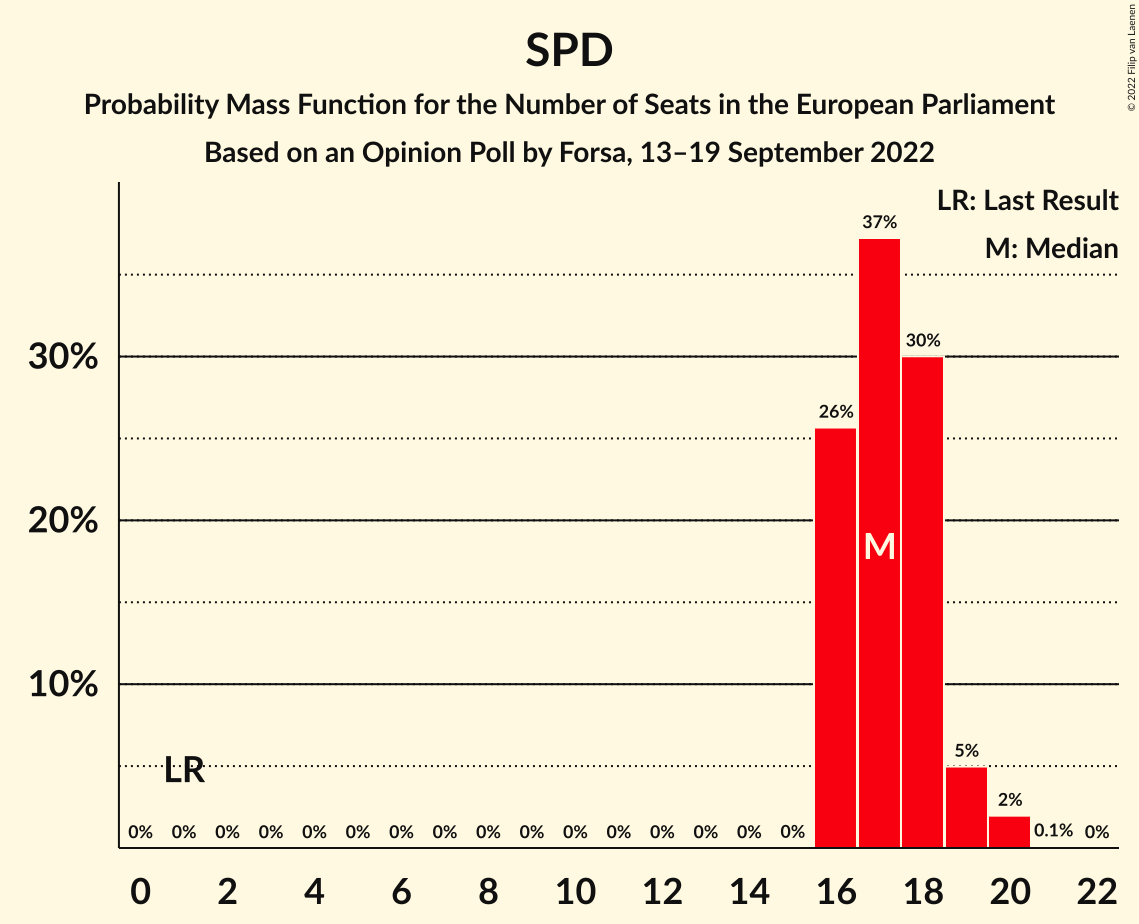 SPD
Probability Mass Function for the Number of Seats in the European Parliament
Based on an Opinion Poll by Forsa, 13–19 September 2022
© 2022 Filip van Laenen
LR: Last Result
M: Median
37%
30%
30%
26%
20%
M
10%
LR
5%
2%
0% 0% 0% 0% 0% 0% 0% 0% 0% 0% 0% 0% 0% 0% 0% 0% 0.1% 0%
0 2 4 6 8 10 12 14 16 18 20 22